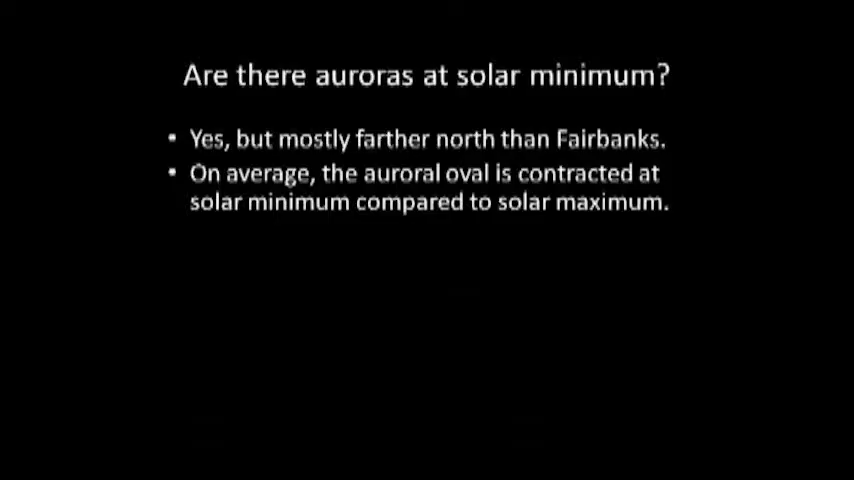 Are there auroras at solar minimum?
• Yes, but mostly farther north than Fairbanks.
• On average, the auroral oval is contracted at
solar minimum compared to solar maximum.